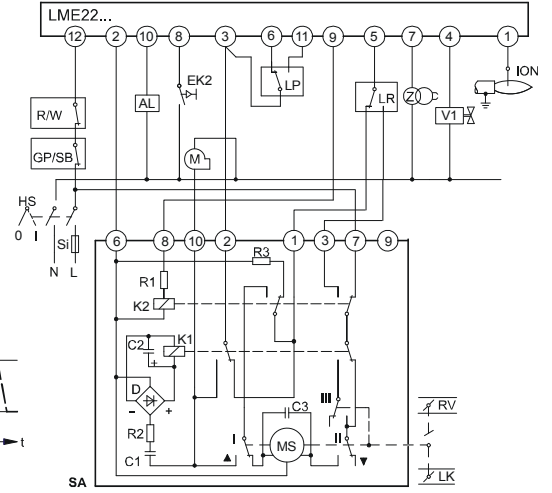 LME22...
12 2 10 8 3 6 11 9 5 7 4 1
R/W AL EK2 LP LR Z C V1 ION
GP/SB M
HS
0 I Si
N L
6 8 10 2 1 3 7 9
R3
R1
K2
C2 K1
+
D
- +
R2
C1
C3
I MS II III
SA
RV
LK
t